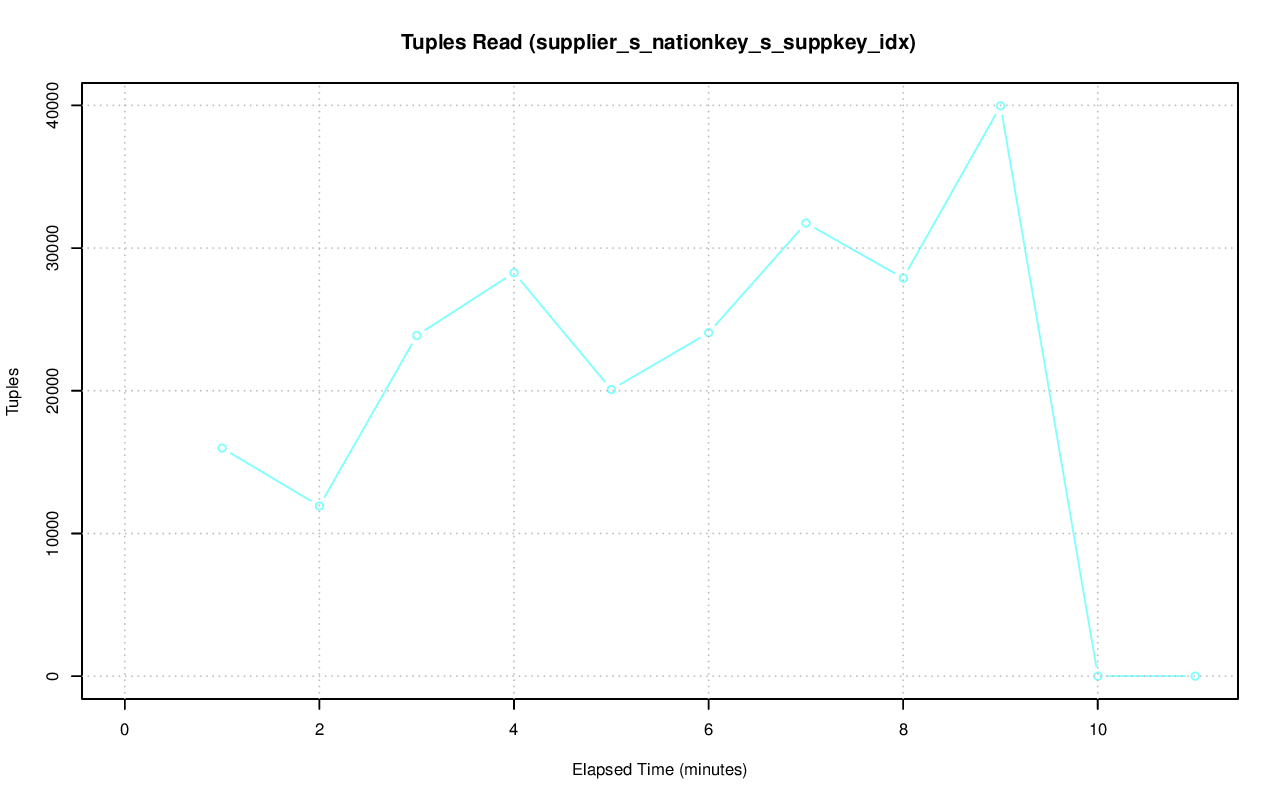 Tuples Read (supplier_s_nationkey_s_suppkey_idx)
40000
30000
20000
10000
0
Tuples
0 2 4 6 8 10
Elapsed Time (minutes)